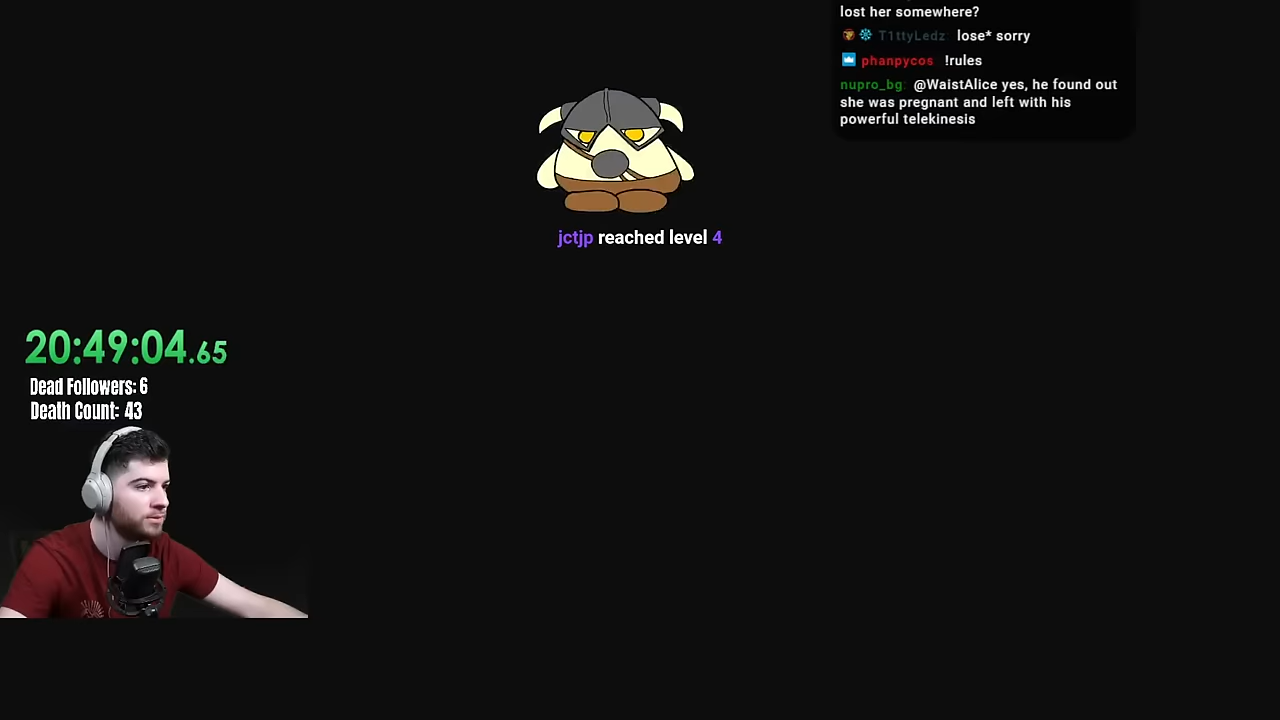 lost her somewhere?
T1ttyLedz lose* sorry
phanpycos !rules
nupro_bg: @WaistAlice yes, he found out
she was pregnant and left with his
powerful telekinesis
jctjp reached level 4
20:49:04.65
Dead Followers: 6
Death Count: 43